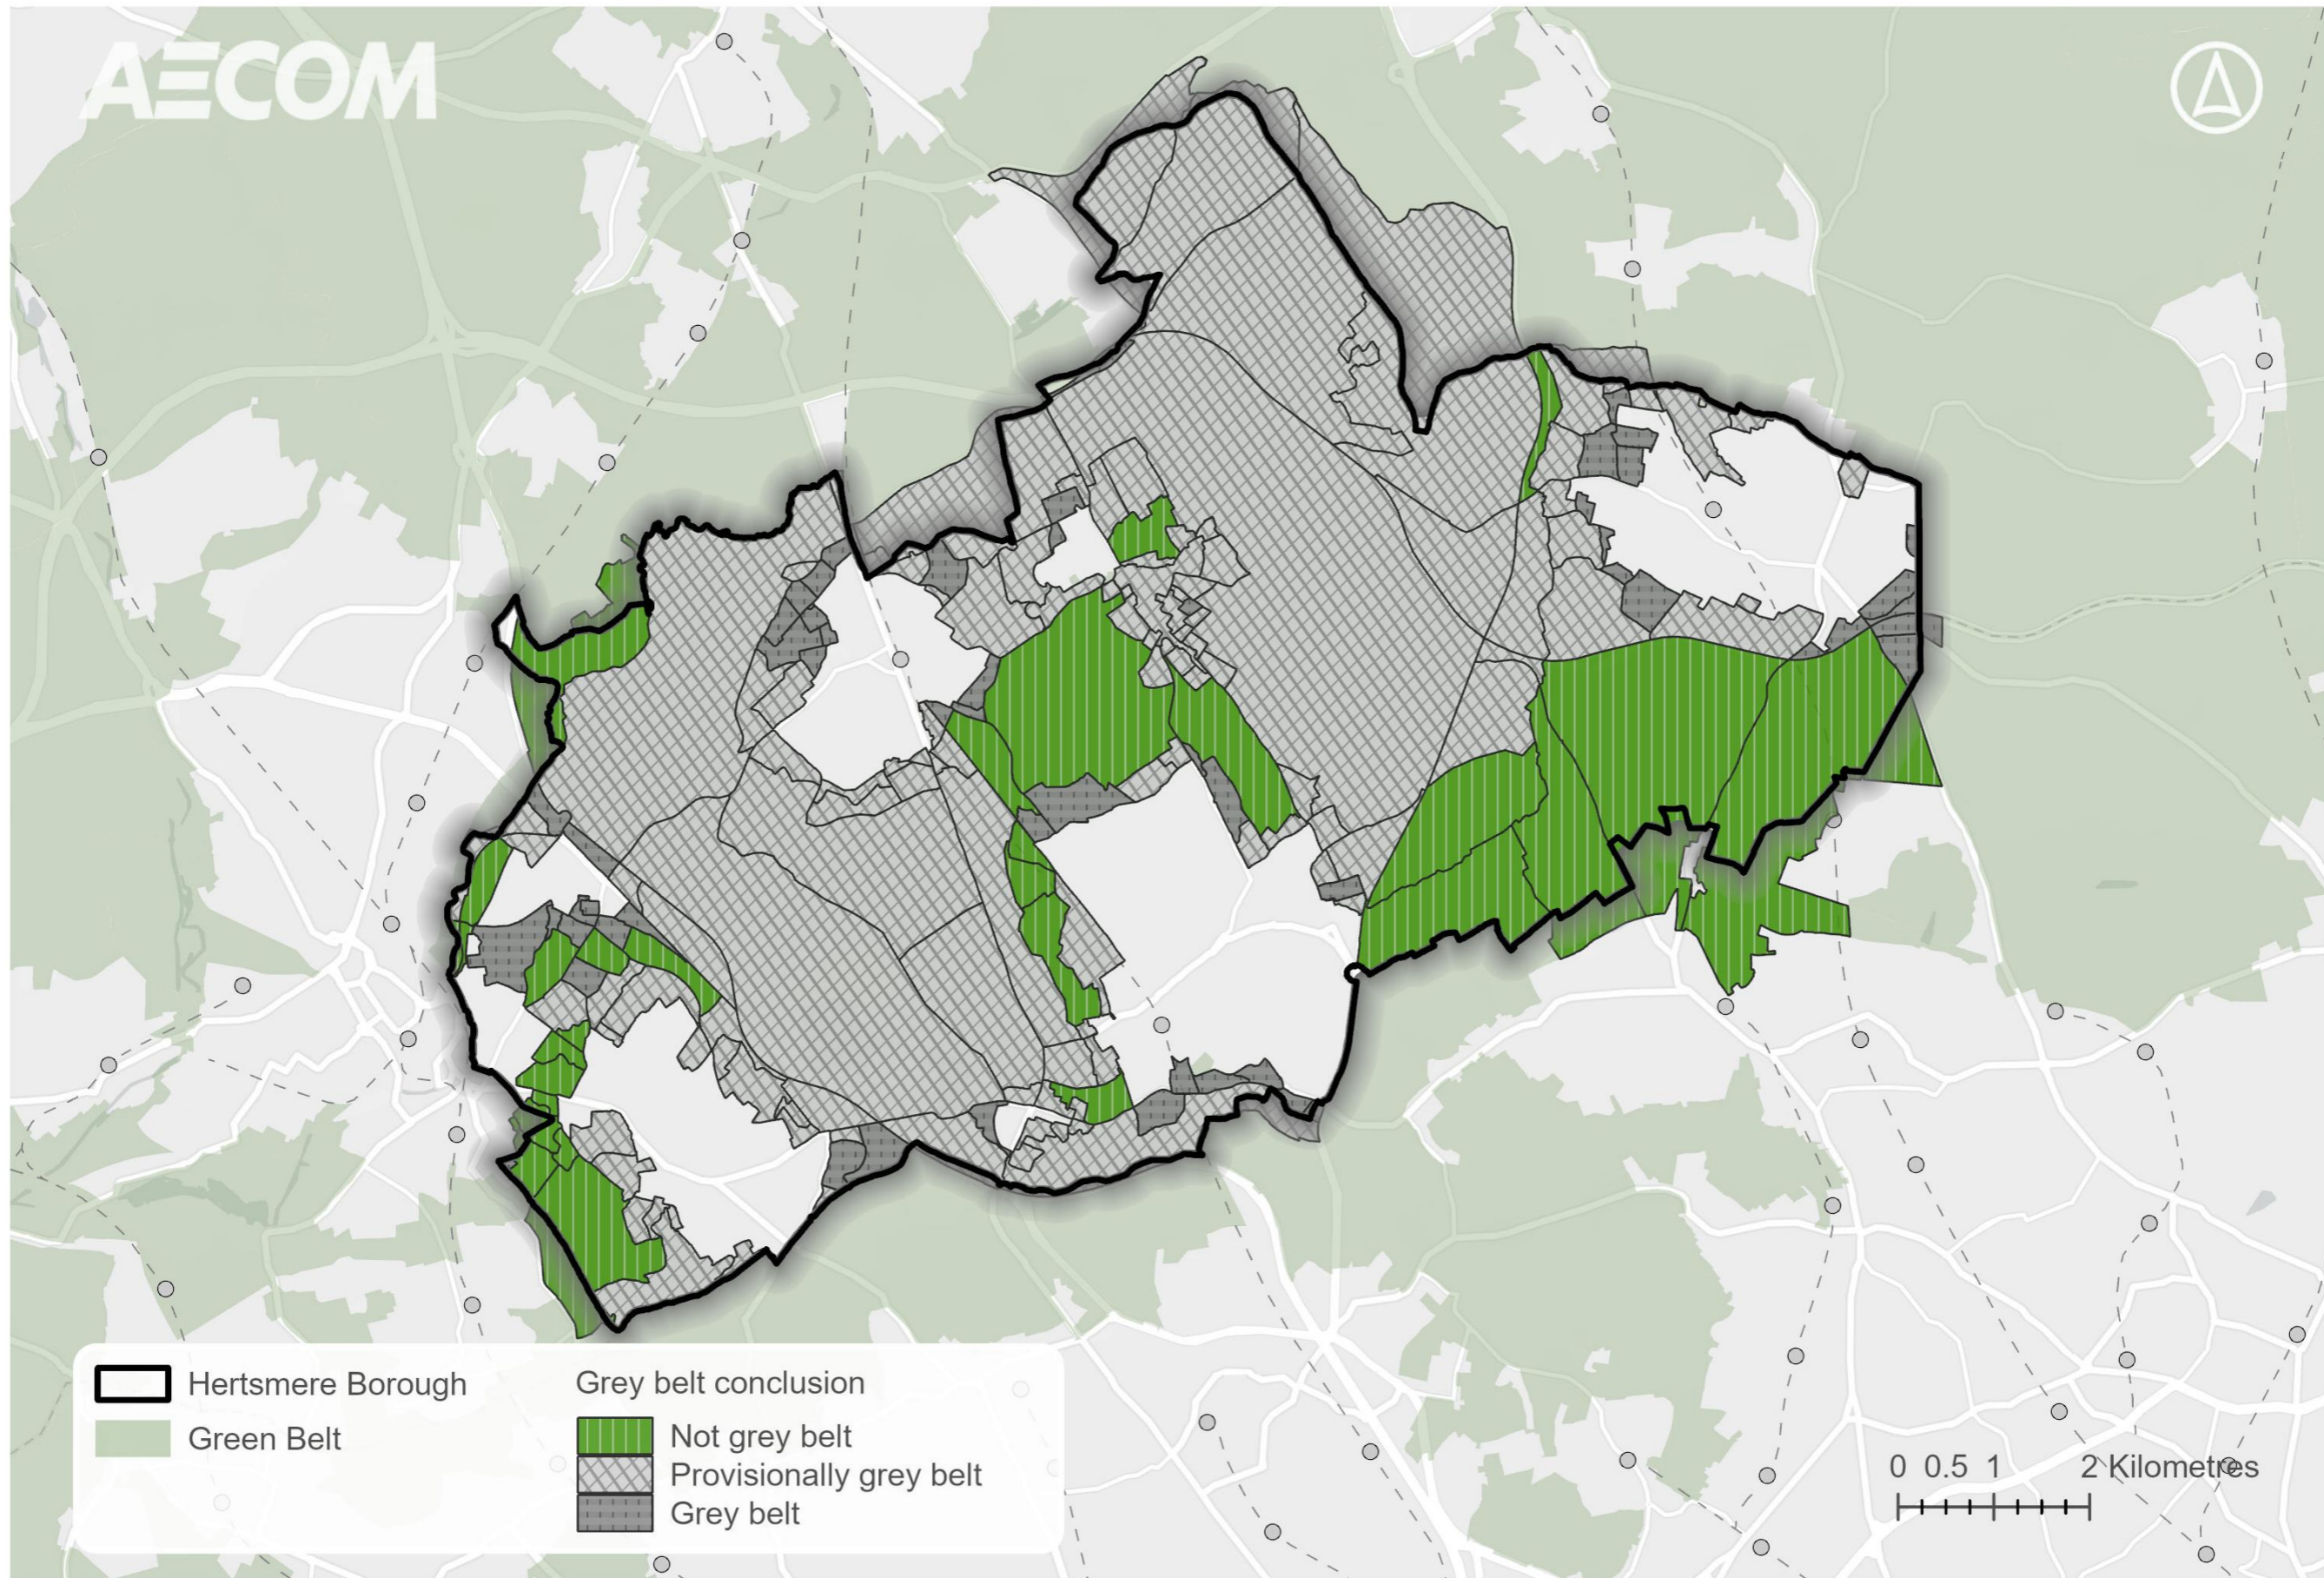 AECOM
Hertsmere Borough
Green Belt
Grey belt conclusion
Not grey belt
Provisionally grey belt
Grey belt
0 0.5 1 2 Kilometres